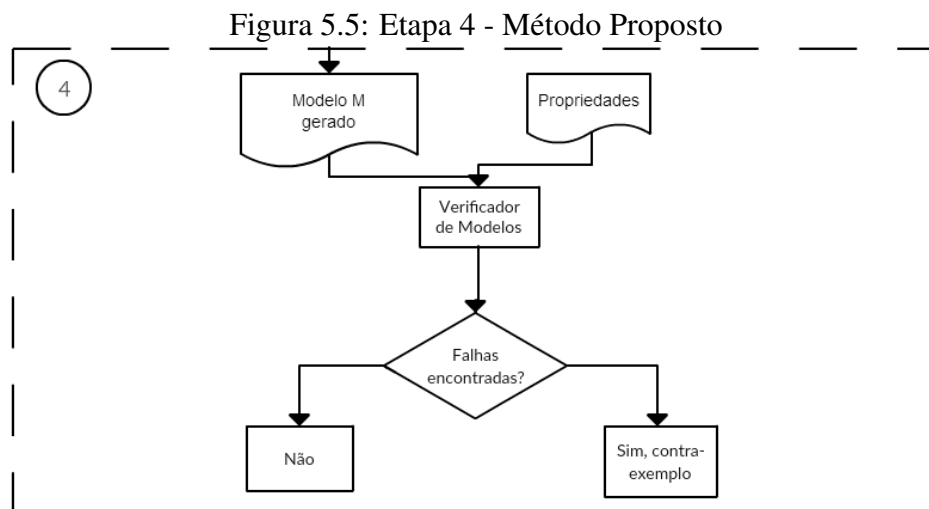 Figura 5.5: Etapa 4 - Método Proposto
4
Modelo M
gerado
Propriedades
Verificador
de Modelos
Falhas
encontradas?
Não
Sim, contra-
exemplo